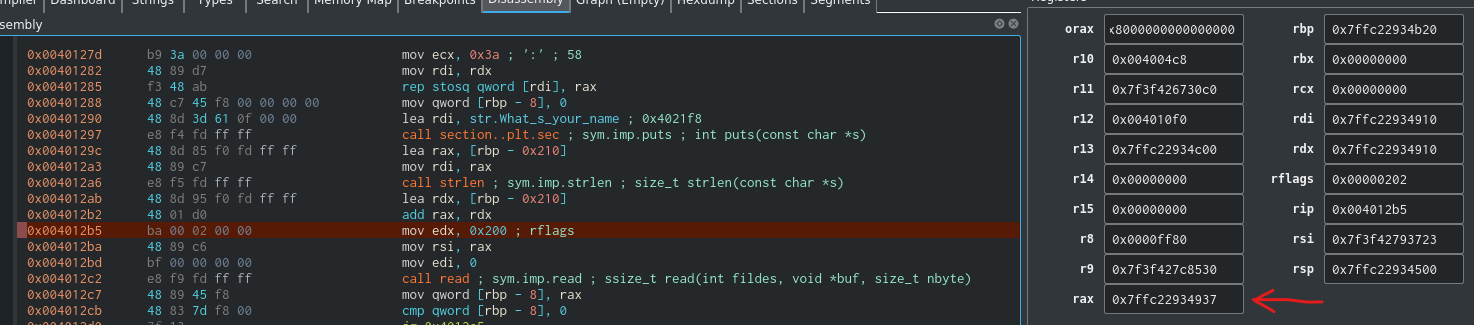 Dashboard Strings Types Search Memory Map Breakpoints Disassembly Graph (Empty) Hexdump Sections Segments
Registers
0x0040127d b9 3a 00 00 00 mov ecx, 0x3a ; ':' ; 58
0x00401282 48 89 d7 mov rdi, rdx
0x00401285 f3 48 ab rep stosq qword [rdi], rax
0x00401288 48 c7 45 f8 00 00 00 00 mov qword [rbp - 8], 0
0x00401290 48 8d 3d 61 0f 00 00 lea rdi, str.What_s_your_name ; 0x4021f8
0x00401297 e8 f4 fd ff ff call section..plt.sec ; sym.imp.puts ; int puts(const char *s)
0x0040129c 48 8d 85 f0 fd ff ff lea rax, [rbp - 0x210]
0x004012a3 48 89 c7 mov rdi, rax
0x004012a6 e8 f5 fd ff ff call strlen ; sym.imp.strlen ; size_t strlen(const char *s)
0x004012ab 48 8d 95 f0 fd ff ff lea rdx, [rbp - 0x210]
0x004012b2 48 01 d0 add rax, rdx
0x004012b5 ba 00 02 00 00 mov edx, 0x200 ; rflags
0x004012ba 48 89 c6 mov rsi, rax
0x004012bd bf 00 00 00 00 mov edi, 0
0x004012c2 e8 f9 fd ff ff call read ; sym.imp.read ; ssize_t read(int fildes, void *buf, size_t nbyte)
0x004012c7 48 89 45 f8 mov qword [rbp - 8], rax
0x004012cb 48 83 7d f8 00 cmp qword [rbp - 8], 0
orax x8000000000000000 rbp 0x7ffc22934b20
r10 0x004004c8 rbx 0x00000000
r11 0x7f3f426730c0 rcx 0x00000000
r12 0x004010f0 rdi 0x7ffc22934910
r13 0x7ffc22934c00 rdx 0x7ffc22934910
r14 0x00000000 rflags 0x00000202
r15 0x00000000 rip 0x004012b5
r8 0x0000ff80 rsi 0x7f3f42793723
r9 0x7f3f427c8530 rsp 0x7ffc22934500
rax 0x7ffc22934937